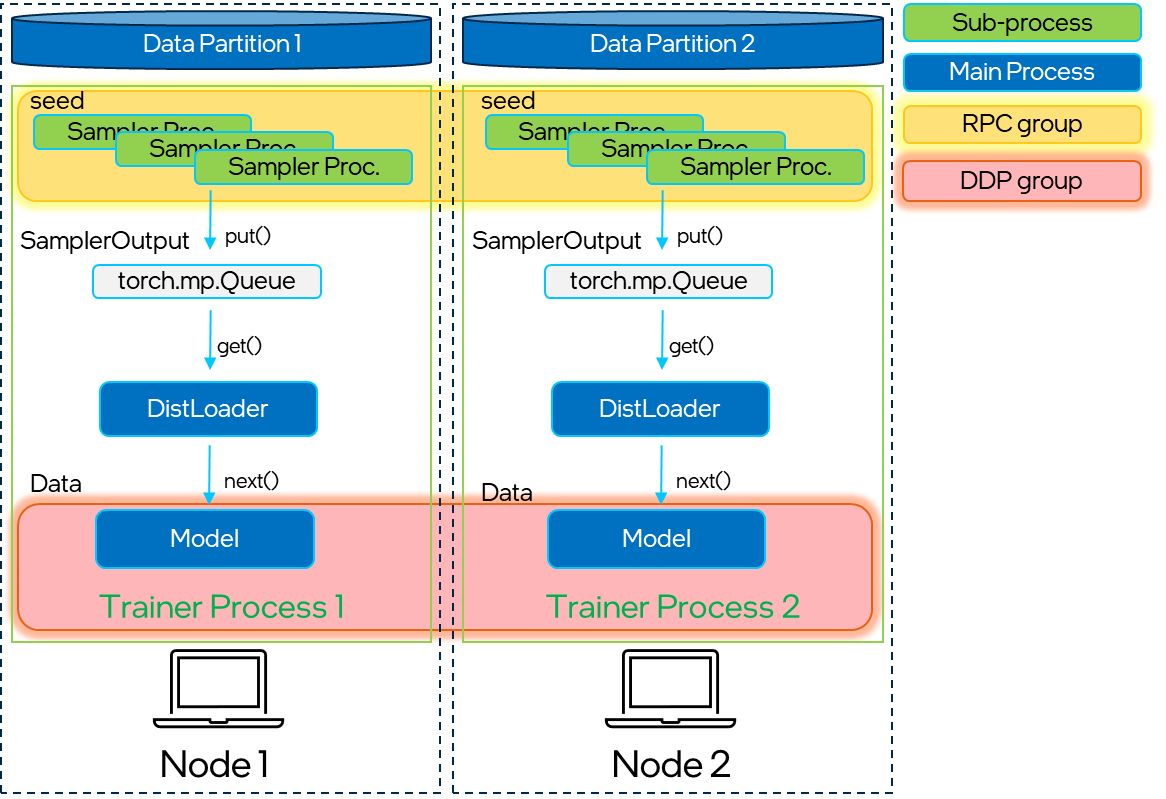 Data Partition 1
seed
Sampler Proc.
Sampler Proc.
Sampler Proc.
SamplerOutput
put()
torch.mp.Queue
get()
DistLoader
Data
next()
Model
Trainer Process 1
Node 1
Data Partition 2
seed
Sampler Proc.
Sampler Proc.
Sampler Proc.
SamplerOutput
put()
torch.mp.Queue
get()
DistLoader
Data
next()
Model
Trainer Process 2
Node 2
Sub-process
Main Process
RPC group
DDP group